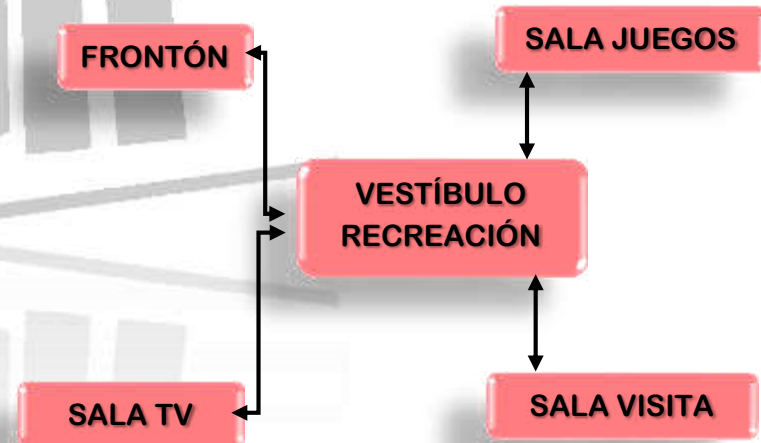 FRONTÓN
SALA JUEGOS
VESTÍBULO
RECREACIÓN
SALA TV
SALA VISITA